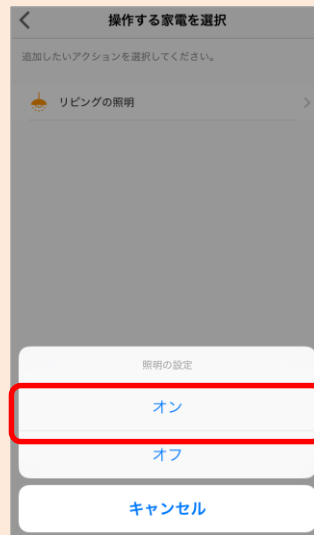 操作する家電を選択
追加したいアクションを選択してください。
リビングの照明
照明の設定
オン
オフ
キャンセル